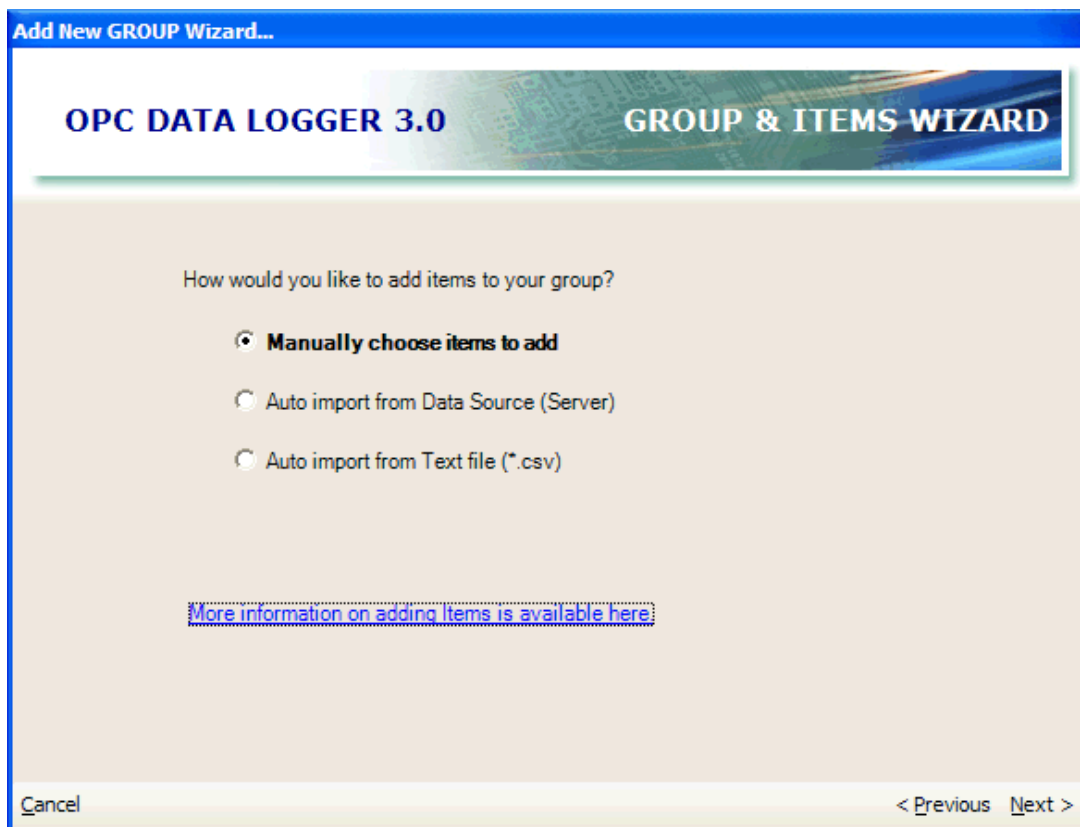 Add New GROUP Wizard...
OPC DATA LOGGER 3.0
GROUP & ITEMS WIZARD
How would you like to add items to your group?
Manually choose items to add
Auto import from Data Source (Server)
Auto import from Text file (*.csv)
More information on adding Items is available here.
Cancel
< Previous Next >